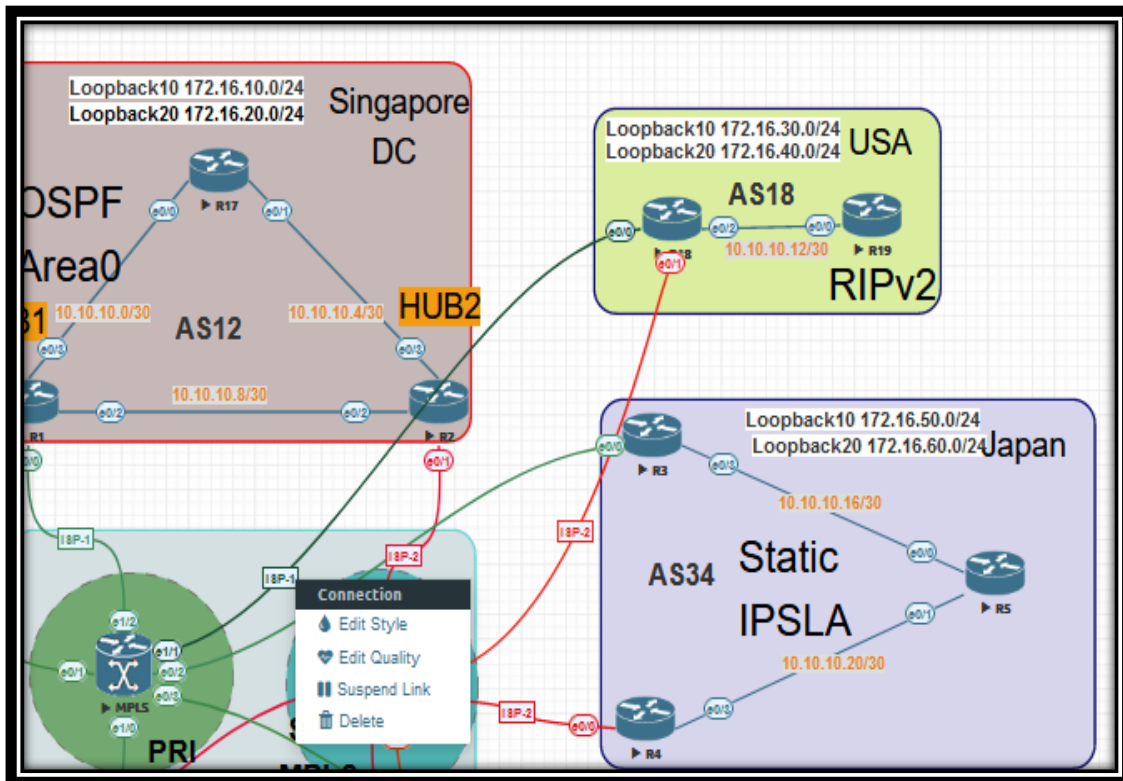 Loopback10 172.16.10.0/24
Loopback20 172.16.20.0/24
Singapore
DC
OSPF
Area0
R17
e0/0
e0/1
10.10.10.0/30
10.10.10.4/30
HUB2
AS12
e0/3
e0/3
10.10.10.8/30
e0/2
e0/2
R1
R2
e0/1
Loopback10 172.16.30.0/24
Loopback20 172.16.40.0/24
USA
AS18
e0/0
e0/2
e0/0
R19
e0/1
10.10.10.12/30
RIPv2
Loopback10 172.16.50.0/24
Loopback20 172.16.60.0/24
Japan
e0/0
R3
e0/3
10.10.10.16/30
Static
IPSLA
AS34
e0/0
R5
e0/1
10.10.10.20/30
e0/3
e0/0
R4
ISP-1
ISP-2
ISP-2
ISP-1
ISP-2
Connection
Edit Style
Edit Quality
Suspend Link
Delete
e1/2
e1/1
e0/1
e0/2
e0/3
MPLS
e1/0
PRI